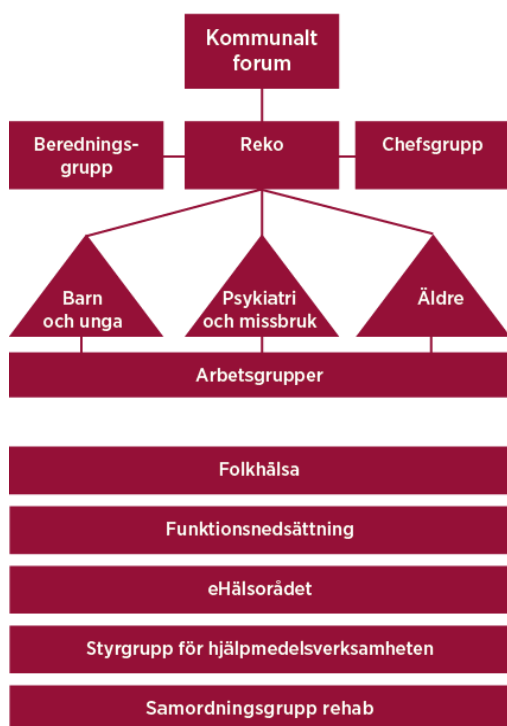 Kommunalt
forum
Berednings-
grupp
Reko
Chefsgrupp
Barn
och unga
Psykiatri
och missbruk
Äldre
Arbetsgrupper
Folkhälsa
Funktionsnedsättning
eHälsorådet
Styrgrupp för hjälpmedelsverksamheten
Samordningsgrupp rehab